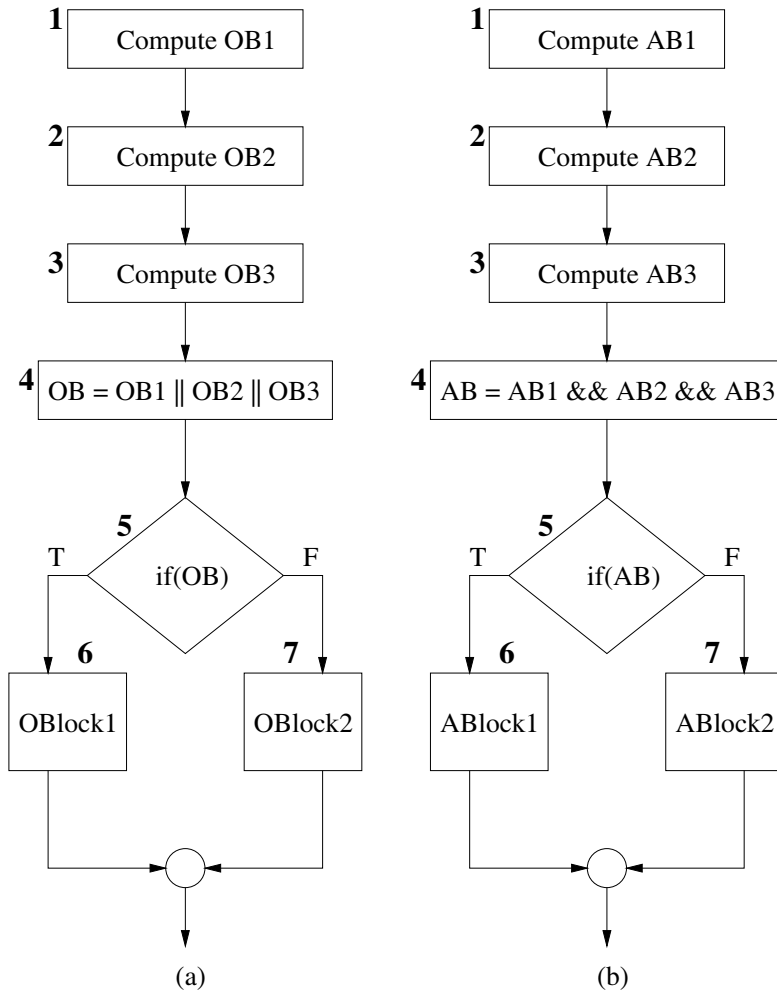 1
Compute OB1
2
Compute OB2
3
Compute OB3
4
OB = OB1 || OB2 || OB3
5
T
if(OB)
F
6
7
OBlock1
OBlock2
(a)
1
Compute AB1
2
Compute AB2
3
Compute AB3
4
AB = AB1 && AB2 && AB3
5
T
if(AB)
F
6
7
ABlock1
ABlock2
(b)